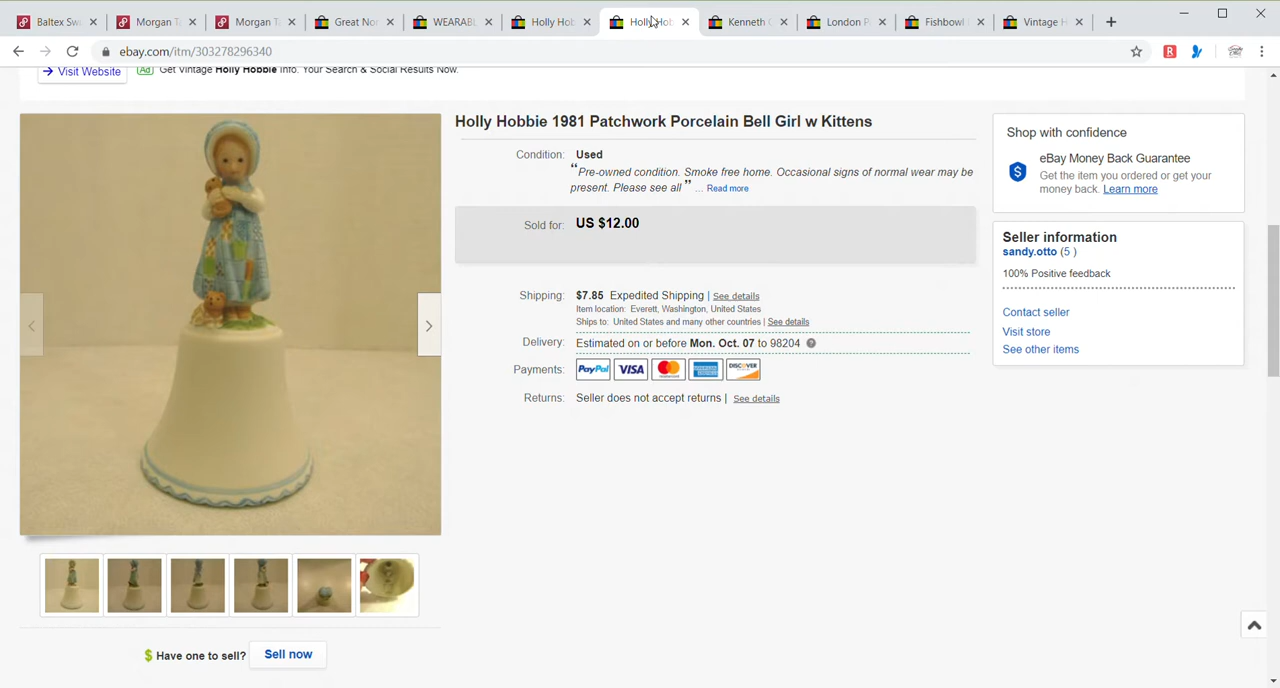 Baltex Sw
Morgan T
Morgan T
Great No
WEARABL
Holly Hob
Holly Hob
Kenneth
London P
Fishbowl
Vintage H
ebay.com/itm/303278296340
Visit Website
Ad Get Vintage Holly Hobbie Info. Your Search & Social Results Now.
Holly Hobbie 1981 Patchwork Porcelain Bell Girl w Kittens
Condition: Used
“Pre-owned condition. Smoke free home. Occasional signs of normal wear may be
present. Please see all ” ... Read more
Sold for: US $12.00
Shipping: $7.85 Expedited Shipping | See details
Item location: Everett, Washington, United States
Ships to: United States and many other countries | See details
Delivery: Estimated on or before Mon. Oct. 07 to 98204
Payments: PayPal VISA MasterCard DISCOVER
Returns: Seller does not accept returns | See details
Shop with confidence
eBay Money Back Guarantee
Get the item you ordered or get your
money back. Learn more
Seller information
sandy.otto (5 )
100% Positive feedback
Contact seller
Visit store
See other items
$ Have one to sell? Sell now